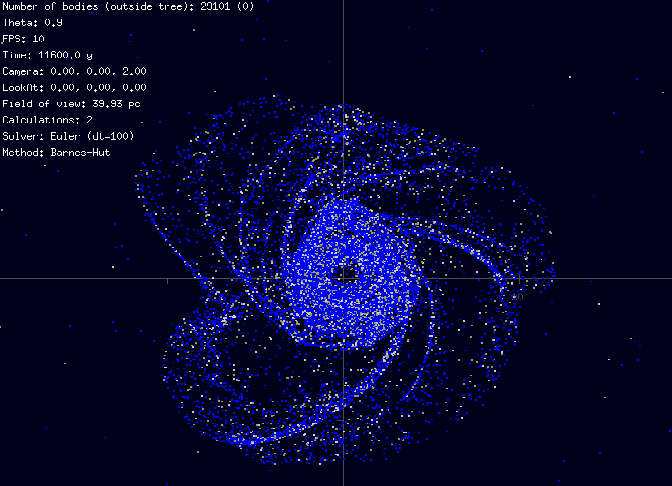 Number of bodies (outside tree): 29101 (0)
Theta: 0.9
FPS: 10
Time: 11600.0 y
Camera: 0.00, 0.00, 2.00
LookAt: 0.00, 0.00, 0.00
Field of view: 39.93 pc
Calculations: 2
Solver: Euler (dt=100)
Method: Barnes-Hut